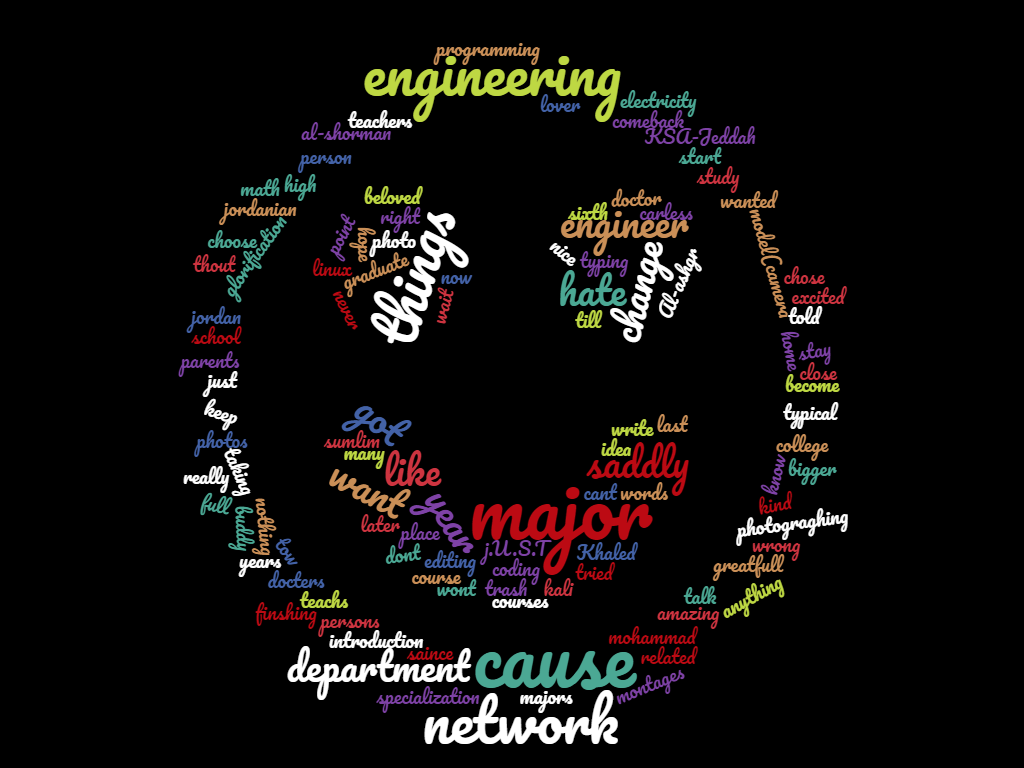 programming
engineering
lover
electricity
teachers
comeback
al-shorman
KSA-Jeddah
person
start
math
high
study
jordanian
beloved
doctor
wanted
choose
glorification
point
right
sixth
carless
engineer
modelCcamera
thout
hope
photo
things
nice
typing
change
Al-ashqr
linux
graduate
now
hate
chose
never
wait
till
excited
jordan
told
school
home
stay
parents
close
just
become
keep
got
typical
photos
sumlim
many
write
last
college
taking
like
idea
saddly
know
bigger
really
want
year
major
cant
words
kind
full
buddy
nothing
later
place
j.U.S.T
Khaled
photograghing
tow
dont
editing
coding
tried
wrong
years
course
wont
trash
kali
greatfull
docters
courses
talk
anything
teachs
finshing
persons
amazing
introduction
mohammad
saince
department
cause
related
specialization
majors
montages
network